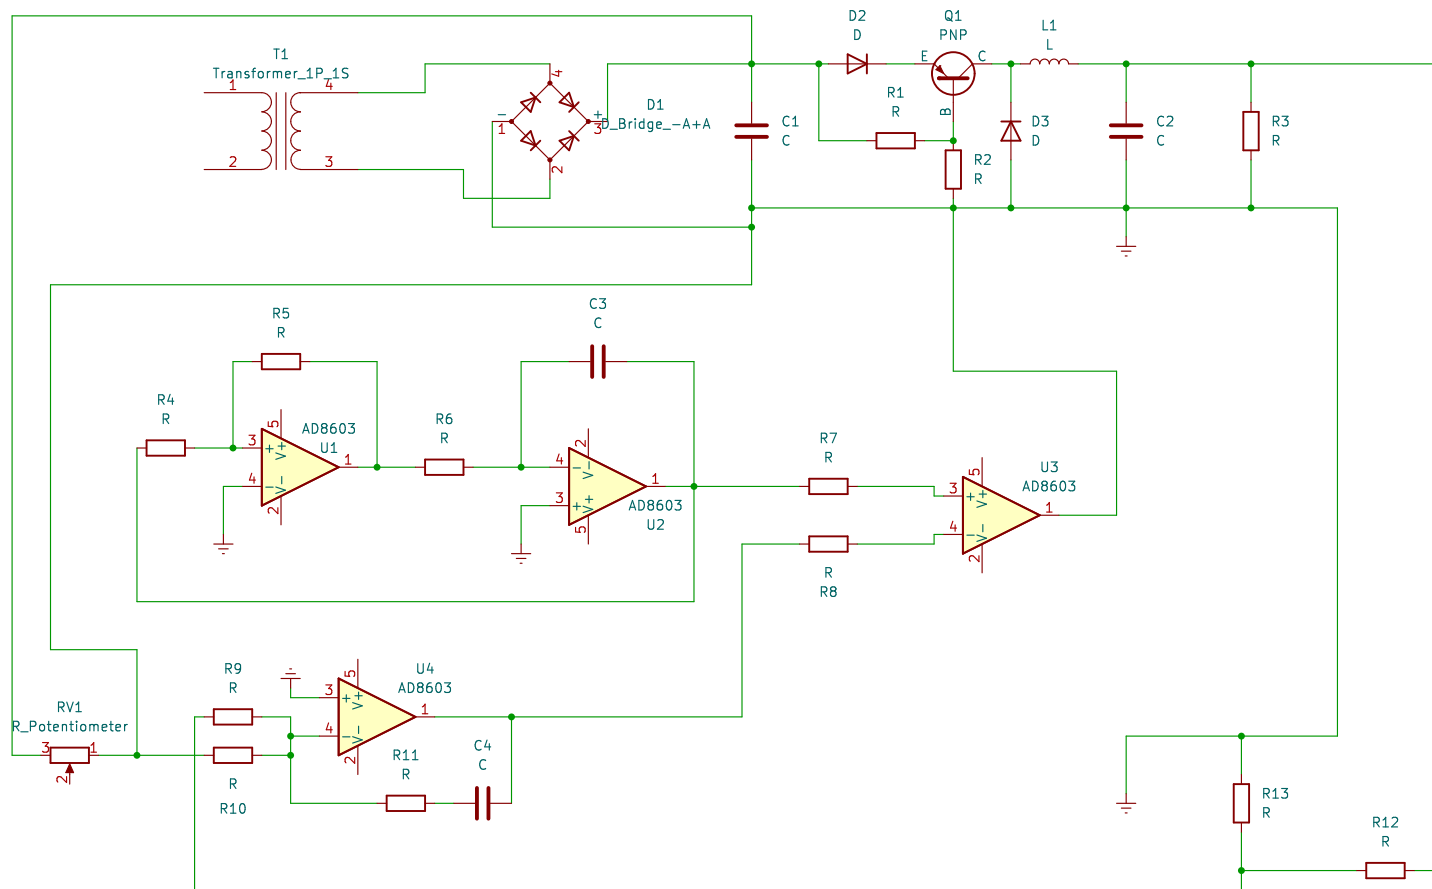 D2
D
Q1
PNP
L1
L
T1
Transformer_1P_1S
1
4
2
3
4
-
1
+
3
2
D1
D_Bridge_-A+A
C1
C
R1
R
E
C
B
R2
R
D3
D
C2
C
R3
R
R5
R
C3
C
R4
R
AD8603
U1
3
+
4
-
5
V+
V-
2
1
R6
R
4
-
3
+
2
V-
V+
5
1
AD8603
U2
R7
R
R
R8
U3
AD8603
3
+
4
-
5
V+
V-
2
1
R9
R
U4
AD8603
3
+
4
-
5
V+
V-
2
1
RV1
R_Potentiometer
3
1
2
R
R10
R11
R
C4
C
R13
R
R12
R